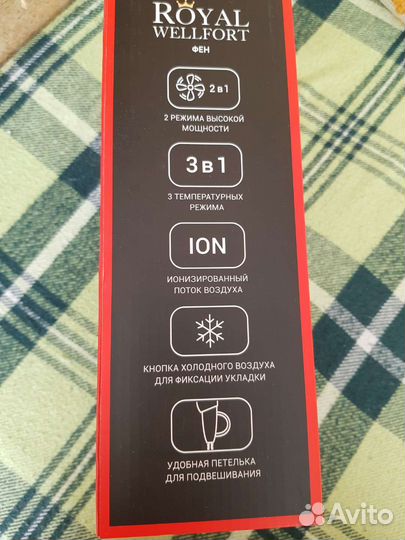 ROYAL
WELLFORT
ФЕН
2 в 1
2 РЕЖИМА ВЫСОКОЙ
МОЩНОСТИ
3 в 1
3 ТЕМПЕРАТУРНЫХ
РЕЖИМА
ION
ИОНИЗИРОВАННЫЙ
ПОТОК ВОЗДУХА
КНОПКА ХОЛОДНОГО ВОЗДУХА
ДЛЯ ФИКСАЦИИ УКЛАДКИ
УДОБНАЯ ПЕТЕЛЬКА
ДЛЯ ПОДВЕШИВАНИЯ
Avito